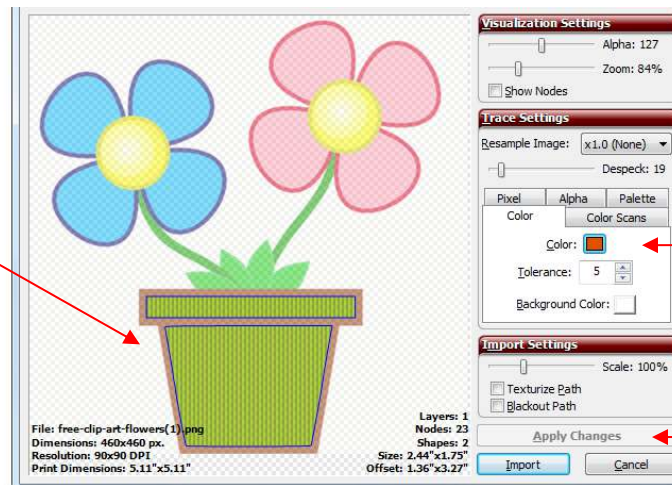 Visualization Settings
Alpha: 127
Zoom: 84%
Show Nodes
Trace Settings
Resample Image: x1.0 (None)
Despeck: 19
Pixel Alpha Palette
Color Color Scans
Color:
Tolerance: 5
Background Color:
Import Settings
Scale: 100%
Texturize Path
Blackout Path
Apply Changes
Import Cancel
File: free-clip-art-flowers(1).png
Dimensions: 460x460 px.
Resolution: 90x90 DPI
Print Dimensions: 5.11"x5.11"
Layers: 1
Nodes: 23
Shapes: 2
Size: 2.44"x1.75"
Offset: 1.36"x3.27"